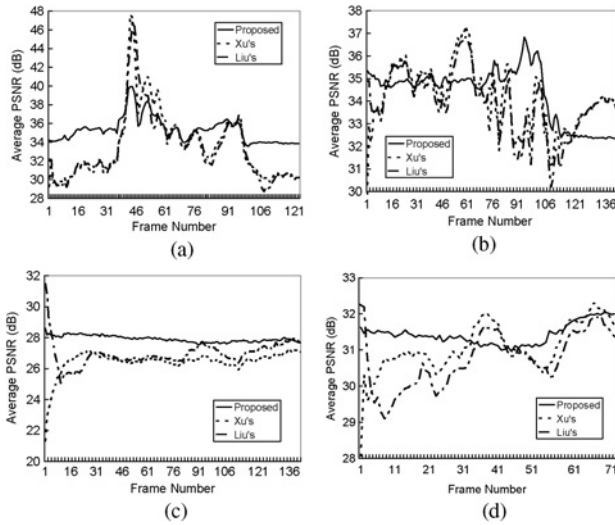 Average PSNR (dB)
48
46
44
42
40
38
36
34
32
30
28
1 16 31 46 61 76 91 106 121
Frame Number
Proposed
Xu's
Liu's
(a)
Average PSNR (dB)
38
37
36
35
34
33
32
31
30
1 16 31 46 61 76 91 106 121 136
Frame Number
Proposed
Xu's
Liu's
(b)
Average PSNR (dB)
32
30
28
26
24
22
20
1 16 31 46 61 76 91 106 121 136
Frame Number
Proposed
Xu's
Liu's
(c)
Average PSNR (dB)
33
32
31
30
29
28
1 11 21 31 41 51 61 71
Frame Number
Proposed
Xu's
Liu's
(d)